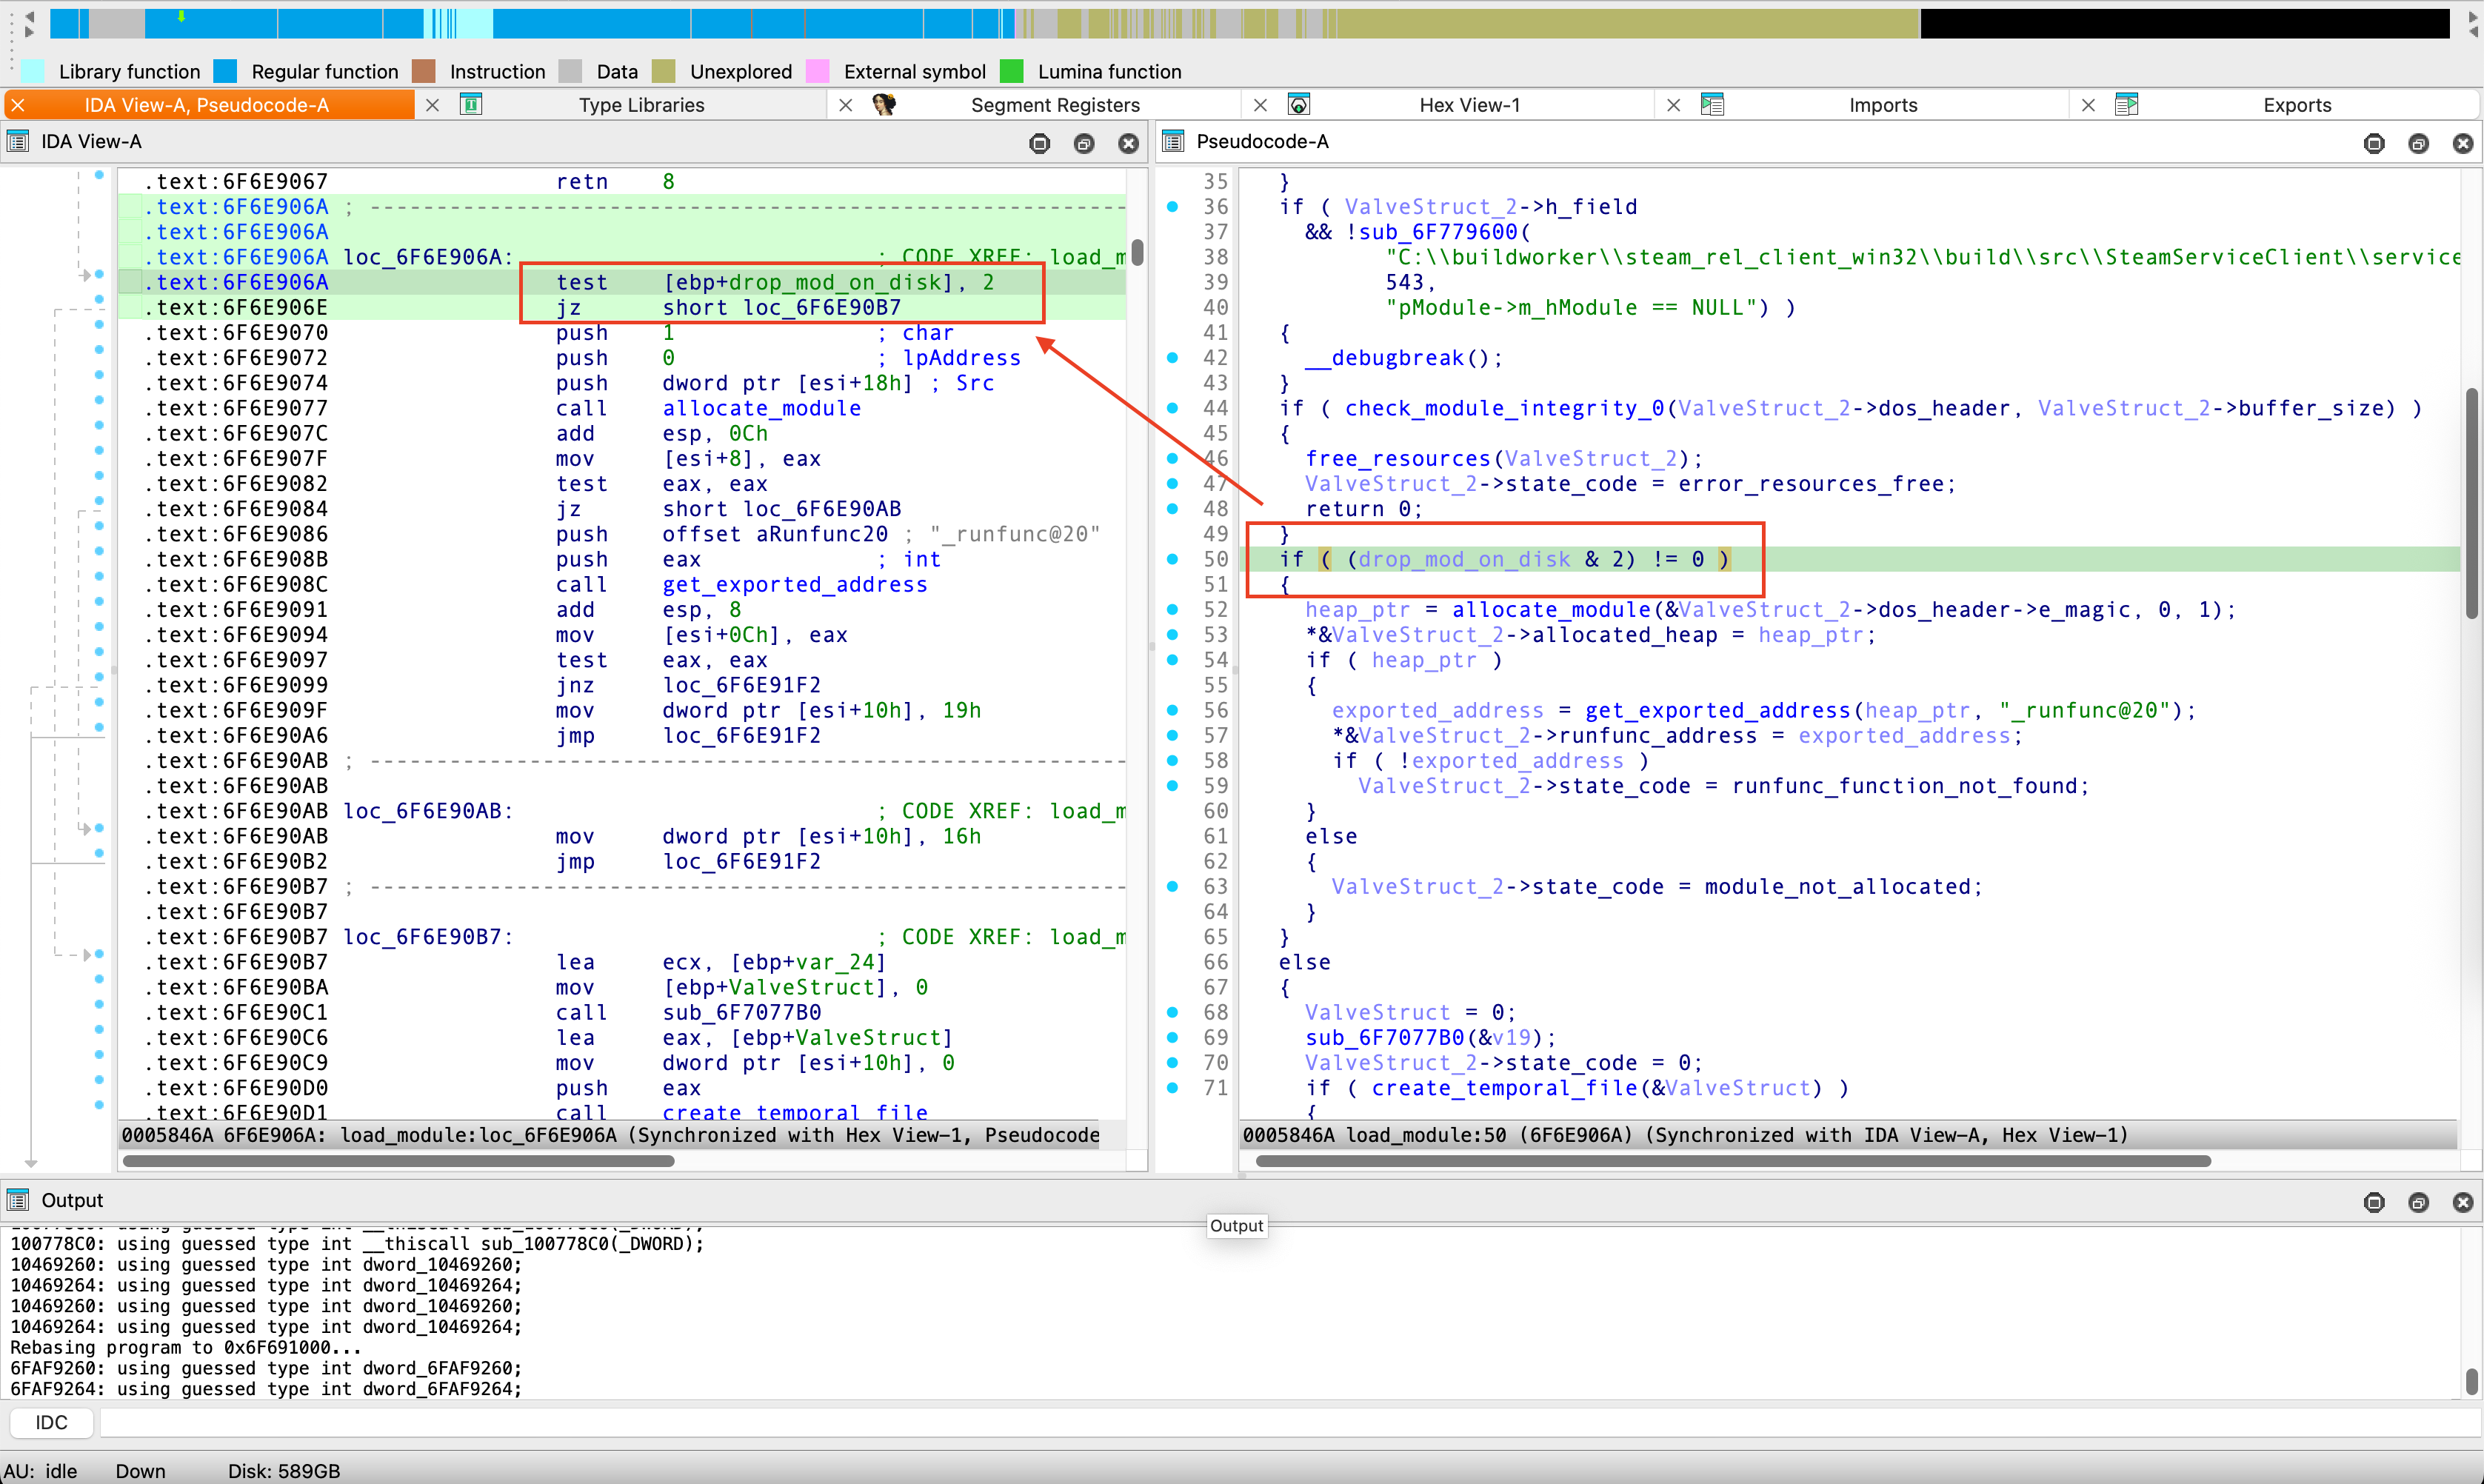 Library function Regular function Instruction Data Unexplored External symbol Lumina function
IDA View-A, Pseudocode-A Type Libraries Segment Registers Hex View-1 Imports Exports
IDA View-A
.text:6F6E9067 retn 8
.text:6F6E906A ; ---------------------------------------------------------
.text:6F6E906A
.text:6F6E906A loc_6F6E906A: ; CODE XREF: load_m
.text:6F6E906A test [ebp+drop_mod_on_disk], 2
.text:6F6E906E jz short loc_6F6E90B7
.text:6F6E9070 push 1 ; char
.text:6F6E9072 push 0 ; lpAddress
.text:6F6E9074 push dword ptr [esi+18h] ; Src
.text:6F6E9077 call allocate_module
.text:6F6E907C add esp, 0Ch
.text:6F6E907F mov [esi+8], eax
.text:6F6E9082 test eax, eax
.text:6F6E9084 jz short loc_6F6E90AB
.text:6F6E9086 push offset aRunfunc20 ; "_runfunc@20"
.text:6F6E908B push eax ; int
.text:6F6E908C call get_exported_address
.text:6F6E9091 add esp, 8
.text:6F6E9094 mov [esi+0Ch], eax
.text:6F6E9097 test eax, eax
.text:6F6E9099 jnz loc_6F6E91F2
.text:6F6E909F mov dword ptr [esi+10h], 19h
.text:6F6E90A6 jmp loc_6F6E91F2
.text:6F6E90AB ; ---------------------------------------------------------
.text:6F6E90AB
.text:6F6E90AB loc_6F6E90AB: ; CODE XREF: load_m
.text:6F6E90AB mov dword ptr [esi+10h], 16h
.text:6F6E90B2 jmp loc_6F6E91F2
.text:6F6E90B7 ; ---------------------------------------------------------
.text:6F6E90B7
.text:6F6E90B7 loc_6F6E90B7: ; CODE XREF: load_m
.text:6F6E90B7 lea ecx, [ebp+var_24]
.text:6F6E90BA mov [ebp+ValveStruct], 0
.text:6F6E90C1 call sub_6F7077B0
.text:6F6E90C6 lea eax, [ebp+ValveStruct]
.text:6F6E90C9 mov dword ptr [esi+10h], 0
.text:6F6E90D0 push eax
.text:6F6E90D1 call create_temporal_file
0005846A 6F6E906A: load_module:loc_6F6E906A (Synchronized with Hex View-1, Pseudocode
Pseudocode-A
35 }
36 if ( ValveStruct_2->h_field
37 && !sub_6F779600(
38 "C:\\buildworker\\steam_rel_client_win32\\build\\src\\SteamServiceClient\\service
39 543,
40 "pModule->m_hModule == NULL") )
41 {
42 __debugbreak();
43 }
44 if ( check_module_integrity_0(ValveStruct_2->dos_header, ValveStruct_2->buffer_size) )
45 {
46 free_resources(ValveStruct_2);
47 ValveStruct_2->state_code = error_resources_free;
48 return 0;
49 }
50 if ( (drop_mod_on_disk & 2) != 0 )
51 {
52 heap_ptr = allocate_module(&ValveStruct_2->dos_header->e_magic, 0, 1);
53 *&ValveStruct_2->allocated_heap = heap_ptr;
54 if ( heap_ptr )
55 {
56 exported_address = get_exported_address(heap_ptr, "_runfunc@20");
57 *&ValveStruct_2->runfunc_address = exported_address;
58 if ( !exported_address )
59 ValveStruct_2->state_code = runfunc_function_not_found;
60 }
61 else
62 {
63 ValveStruct_2->state_code = module_not_allocated;
64 }
65 }
66 else
67 {
68 ValveStruct = 0;
69 sub_6F7077B0(&v19);
70 ValveStruct_2->state_code = 0;
71 if ( create_temporal_file(&ValveStruct) )
{
0005846A load_module:50 (6F6E906A) (Synchronized with IDA View-A, Hex View-1)
Output
Output
100778C0: using guessed type int __thiscall sub_100778C0(_DWORD);
100778C0: using guessed type int __thiscall sub_100778C0(_DWORD);
10469260: using guessed type int dword_10469260;
10469264: using guessed type int dword_10469264;
10469260: using guessed type int dword_10469260;
10469264: using guessed type int dword_10469264;
Rebasing program to 0x6F691000...
6FAF9260: using guessed type int dword_6FAF9260;
6FAF9264: using guessed type int dword_6FAF9264;
IDC
AU: idle Down Disk: 589GB